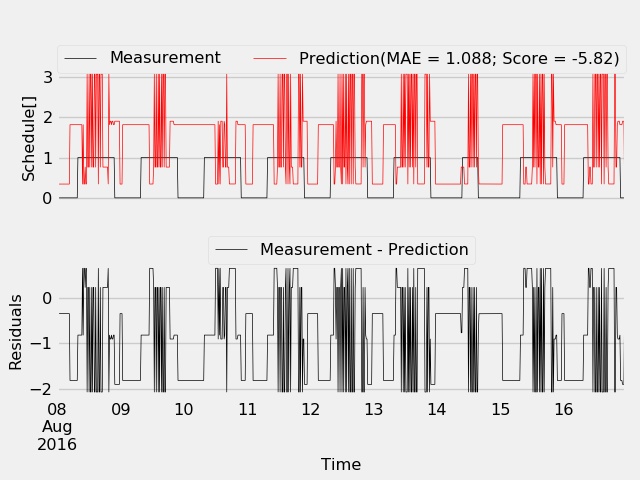 Measurement
Prediction(MAE = 1.088; Score = -5.82)
3
2
1
0
Schedule[]
Measurement - Prediction
0
−1
−2
Residuals
08 09 10 11 12 13 14 15 16
Aug
2016
Time